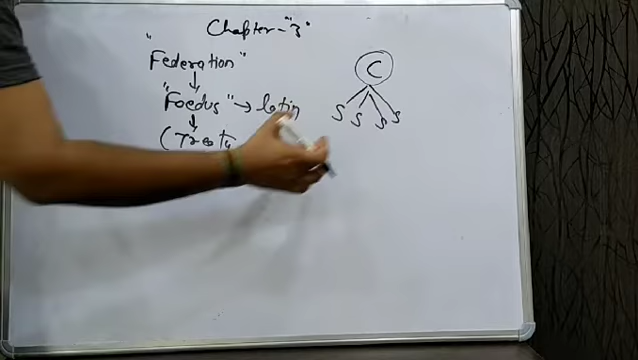 Chapter - "3"
"Federation"
"Foedus" → latin
(Treaty
C
S S S S